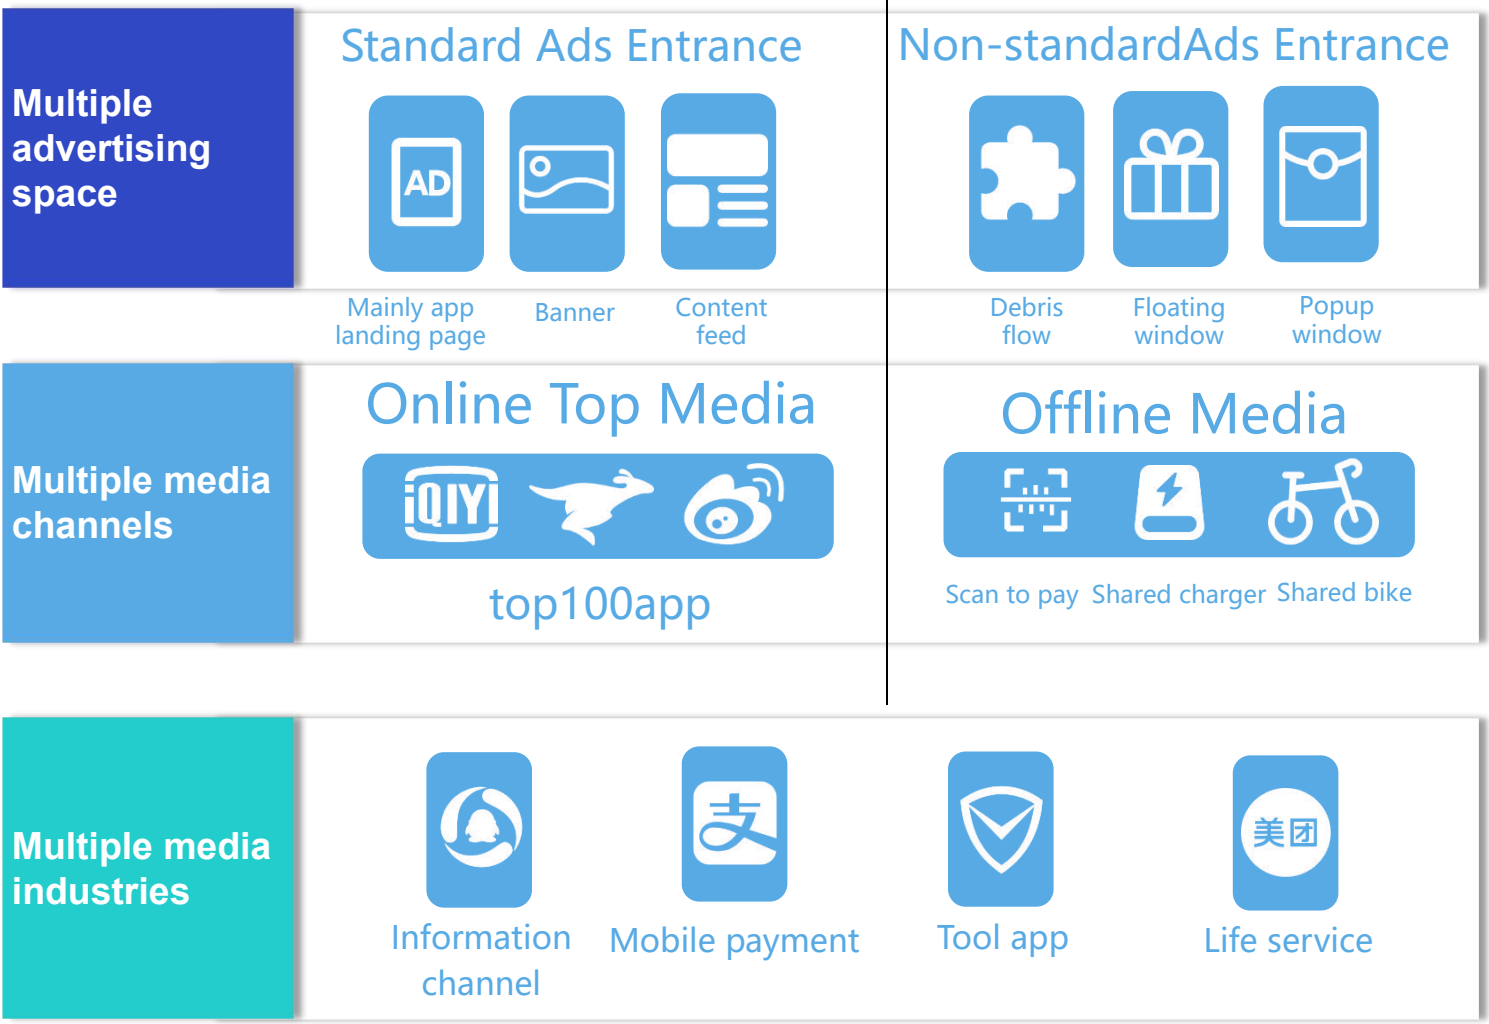 Multiple
advertising
space
Standard Ads Entrance
AD
Mainly app
landing page
Banner
Content
feed
Non-standardAds Entrance
Debris
flow
Floating
window
Popup
window
Multiple media
channels
Online Top Media
QIYI
top100app
Offline Media
Scan to pay
Shared charger
Shared bike
Multiple media
industries
Information
channel
支
Mobile payment
Tool app
美团
Life service